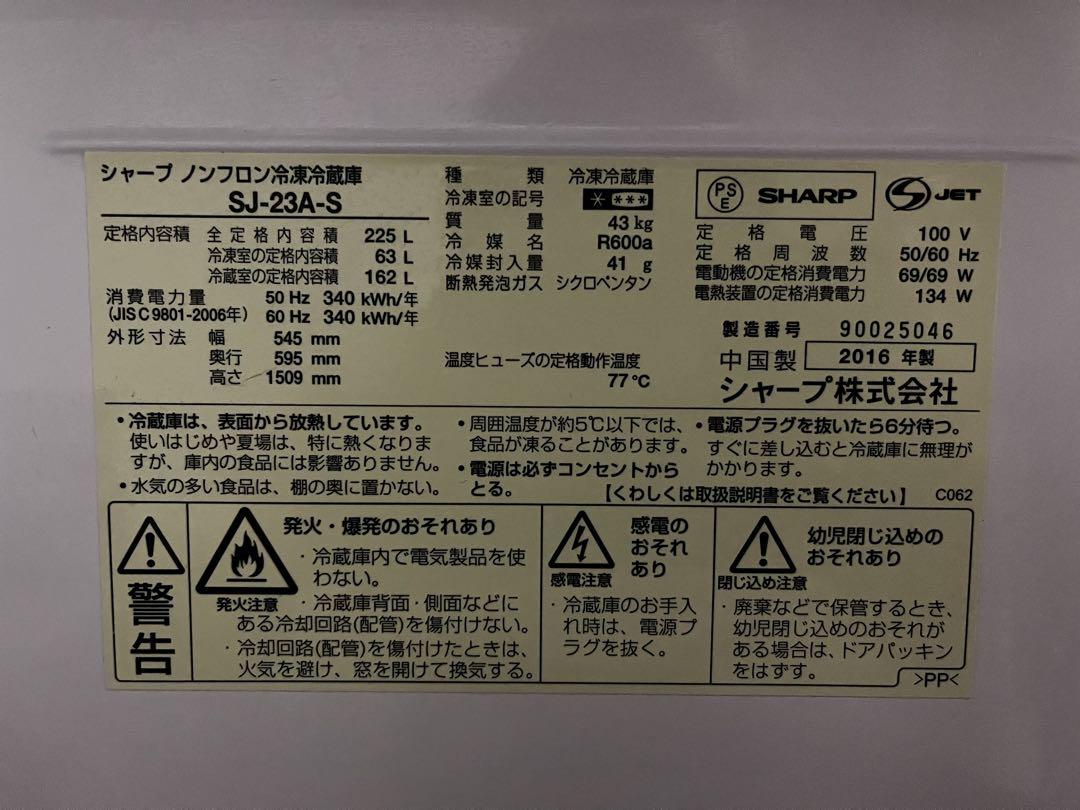 シャープ ノンフロン冷凍冷蔵庫
SJ-23A-S
定格内容積 全定格内容積 225 L
冷凍室の定格内容積 63 L
冷蔵室の定格内容積 162 L
消費電力量 50 Hz 340 kWh/年
(JIS C 9801-2006年) 60 Hz 340 kWh/年
外形寸法 幅 545 mm
奥行 595 mm
高さ 1509 mm
種類 冷凍冷蔵庫
冷凍室の記号 * ***
質量 43 kg
冷媒名 R600a
冷媒封入量 41 g
断熱発泡ガス シクロペンタン
温度ヒューズの定格動作温度
77℃
PSE SHARP S JET
定格電圧 100 V
定格周波数 50/60 Hz
電動機の定格消費電力 69/69 W
電熱装置の定格消費電力 134 W
製造番号 90025046
中国製 2016 年製
シャープ株式会社
・冷蔵庫は、表面から放熱しています。
使いはじめや夏場は、特に熱くなりま
すが、庫内の食品には影響ありません。
・水気の多い食品は、棚の奥に置かない。
・周囲温度が約5℃以下では、
食品が凍ることがあります。
・電源は必ずコンセントから
とる。
・電源プラグを抜いたら6分待つ。
すぐに差し込むと冷蔵庫に無理が
かかります。
【くわしくは取扱説明書をご覧ください】 C062
警告
発火・爆発のおそれあり
発火注意
・冷蔵庫内で電気製品を使
わない。
・冷蔵庫背面・側面などに
ある冷却回路(配管)を傷付けない。
・冷却回路(配管)を傷付けたときは、
火気を避け、窓を開けて換気する。
感電の
おそれ
あり
感電注意
・冷蔵庫のお手入
れ時は、電源プ
ラグを抜く。
幼児閉じ込めの
おそれあり
閉じ込め注意
・廃棄などで保管するとき、
幼児閉じ込めのおそれが
ある場合は、ドアパッキン
をはずす。
>PP<